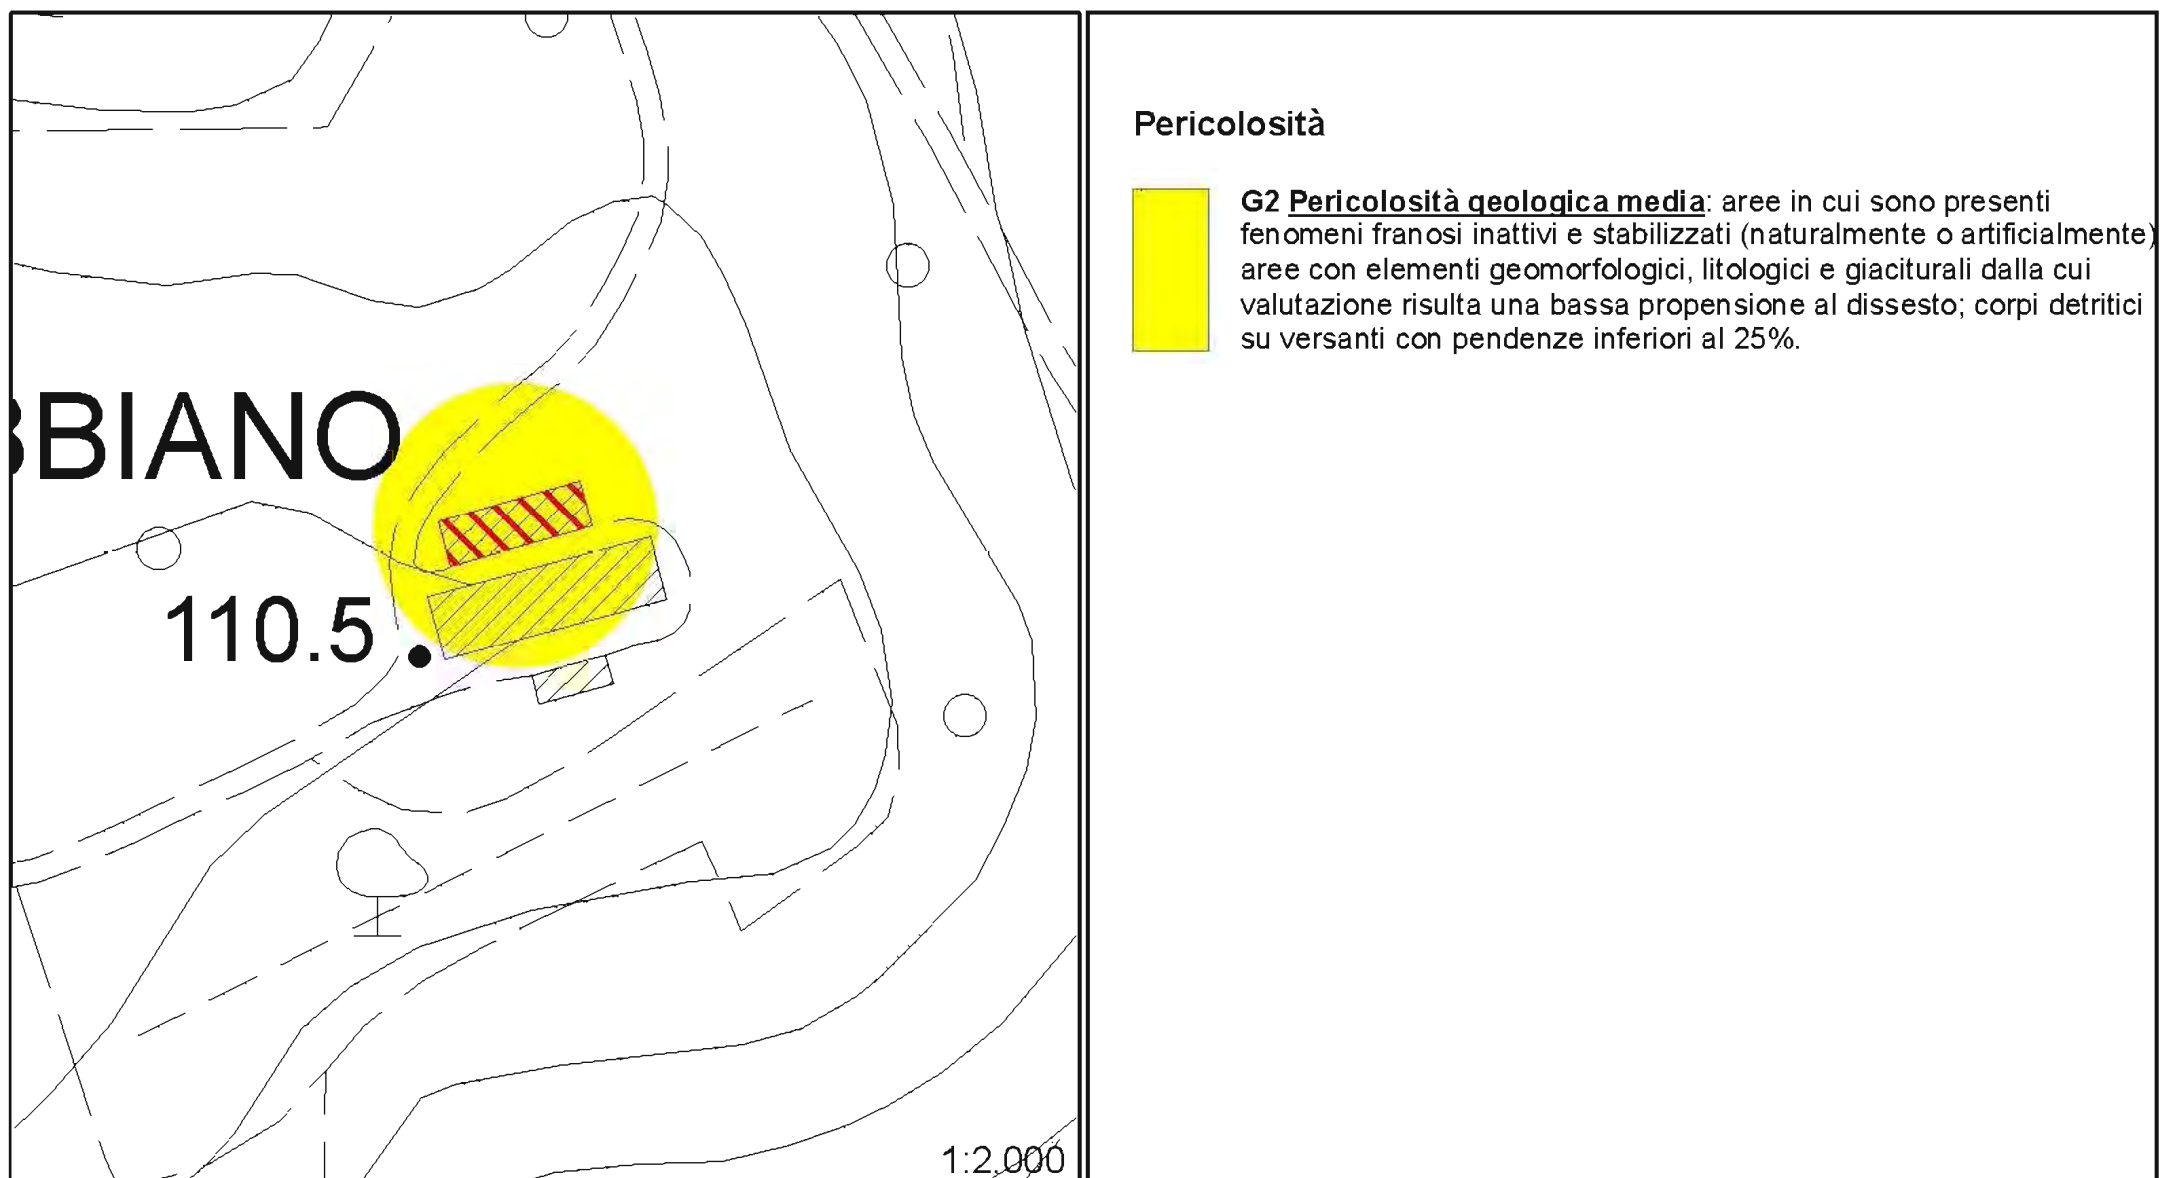 BBIANO
110.5
1:2.000
Pericolosità
G2 Pericolosità geologica media: aree in cui sono presenti
fenomeni franosi inattivi e stabilizzati (naturalmente o artificialmente)
aree con elementi geomorfologici, litologici e giaciturali dalla cui
valutazione risulta una bassa propensione al dissesto; corpi detritici
su versanti con pendenze inferiori al 25%.